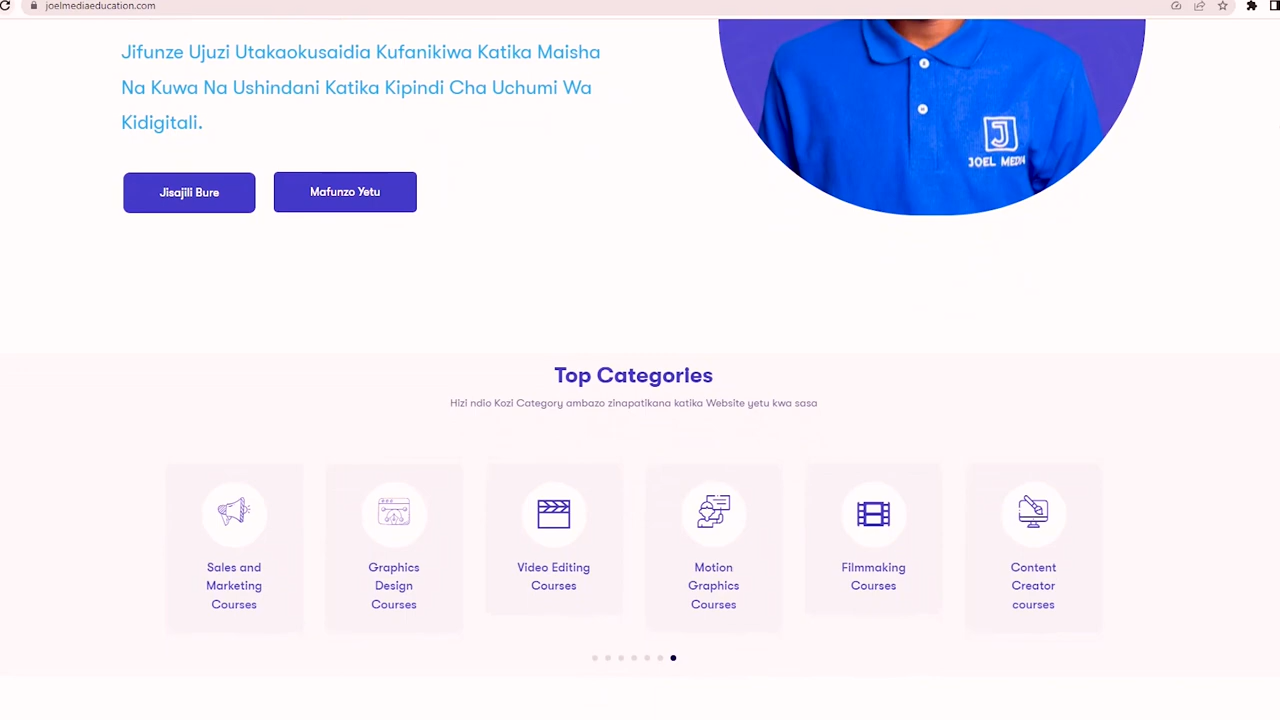 joelmediaeducation.com
Jifunze Ujuzi Utakaokusaidia Kufanikiwa Katika Maisha
Na Kuwa Na Ushindani Katika Kipindi Cha Uchumi Wa
Kidigitali.
Jisajili Bure
Mafunzo Yetu
J
JOEL MEDIA
Top Categories
Hizi ndio Kozi Category ambazo zinapatikana katika Website yetu kwa sasa
Sales and
Marketing
Courses
Graphics
Design
Courses
Video Editing
Courses
Motion
Graphics
Courses
Filmmaking
Courses
Content
Creator
courses